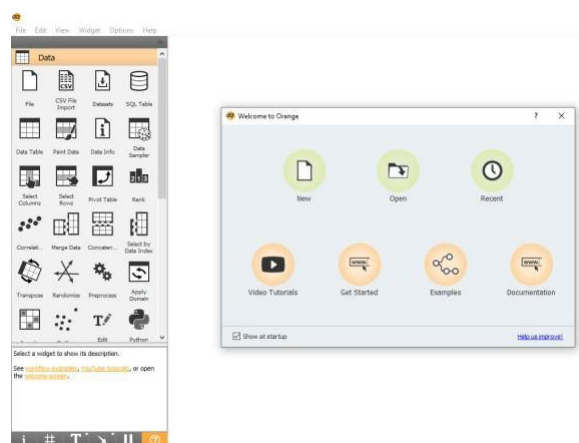 File Edit View Widget Options Help
Data
File
CSV File Import
Datasets
SQL Table
Data Table
Paint Data
Data Info
Data Sampler
Select Columns
Select Rows
Pivot Table
Rank
Correlati...
Merge Data
Concaten...
Select by Data Index
Transpose
Randomize
Preprocess
Apply Domain
Edit
Python
Select a widget to show its description.
See workflow examples, YouTube tutorials, or open
the welcome screen.
Welcome to Orange
New
Open
Recent
Video Tutorials
Get Started
Examples
Documentation
Show at startup
Help us improve!